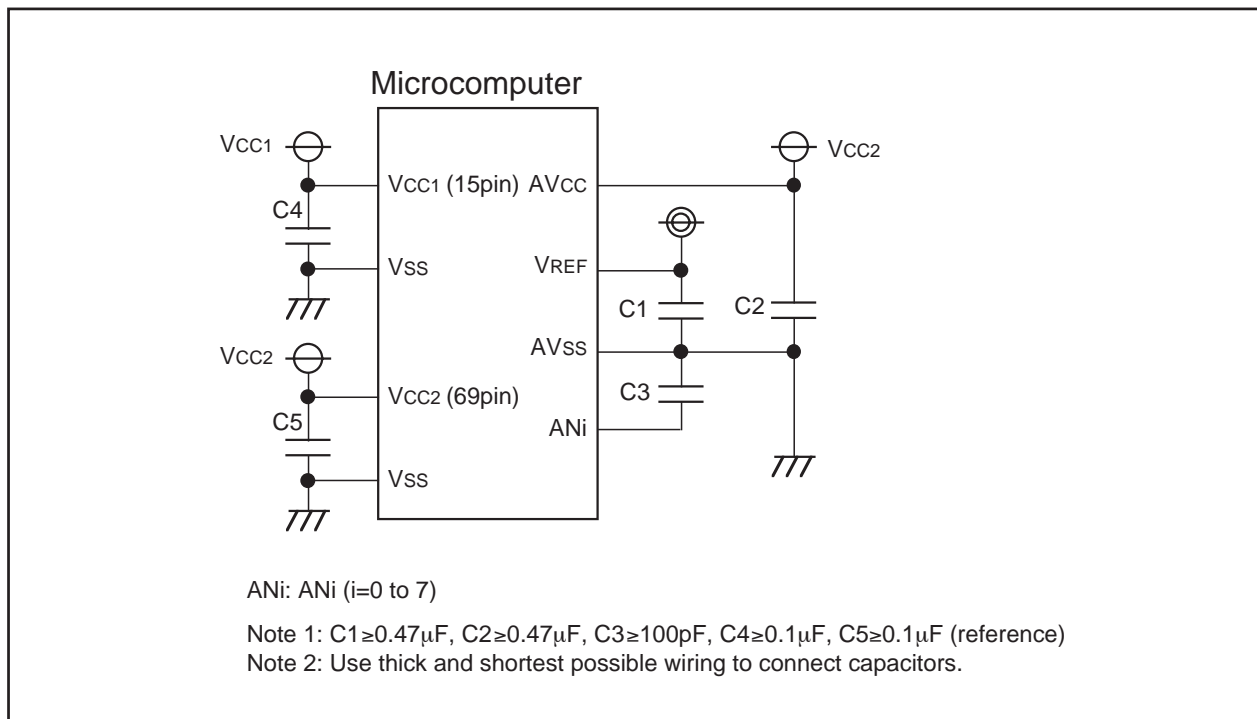 Microcomputer
VCC1
VCC1 (15pin)
AVCC
VCC2
C4
VSS
VREF
C1
C2
VCC2
AVSS
VCC2 (69pin)
C3
C5
ANi
VSS
ANi: ANi (i=0 to 7)
Note 1: C1≥0.47μF, C2≥0.47μF, C3≥100pF, C4≥0.1μF, C5≥0.1μF (reference)
Note 2: Use thick and shortest possible wiring to connect capacitors.